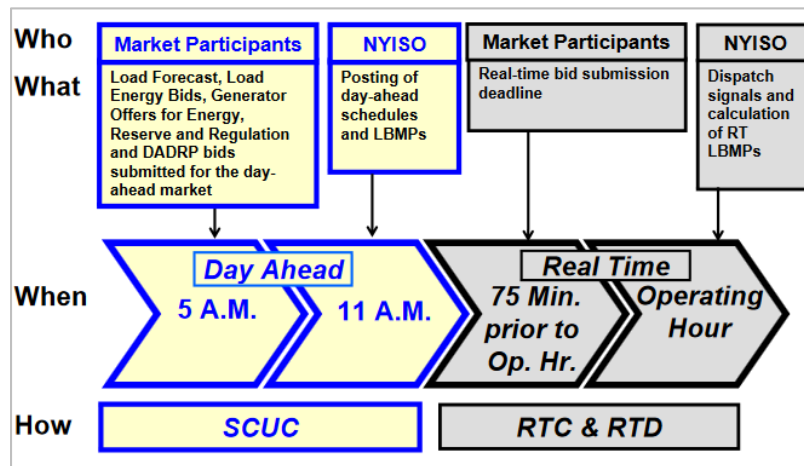 Who
Market Participants
NYISO
Market Participants
NYISO
What
Load Forecast, Load
Energy Bids, Generator
Offers for Energy,
Reserve and Regulation
and DADRP bids
submitted for the day-
ahead market
Posting of
day-ahead
schedules
and LBMPs
Real-time bid submission
deadline
Dispatch
signals and
calculation
of RT
LBMPs
When
Day Ahead
5 A.M.
11 A.M.
Real Time
75 Min.
prior to
Op. Hr.
Operating
Hour
How
SCUC
RTC & RTD